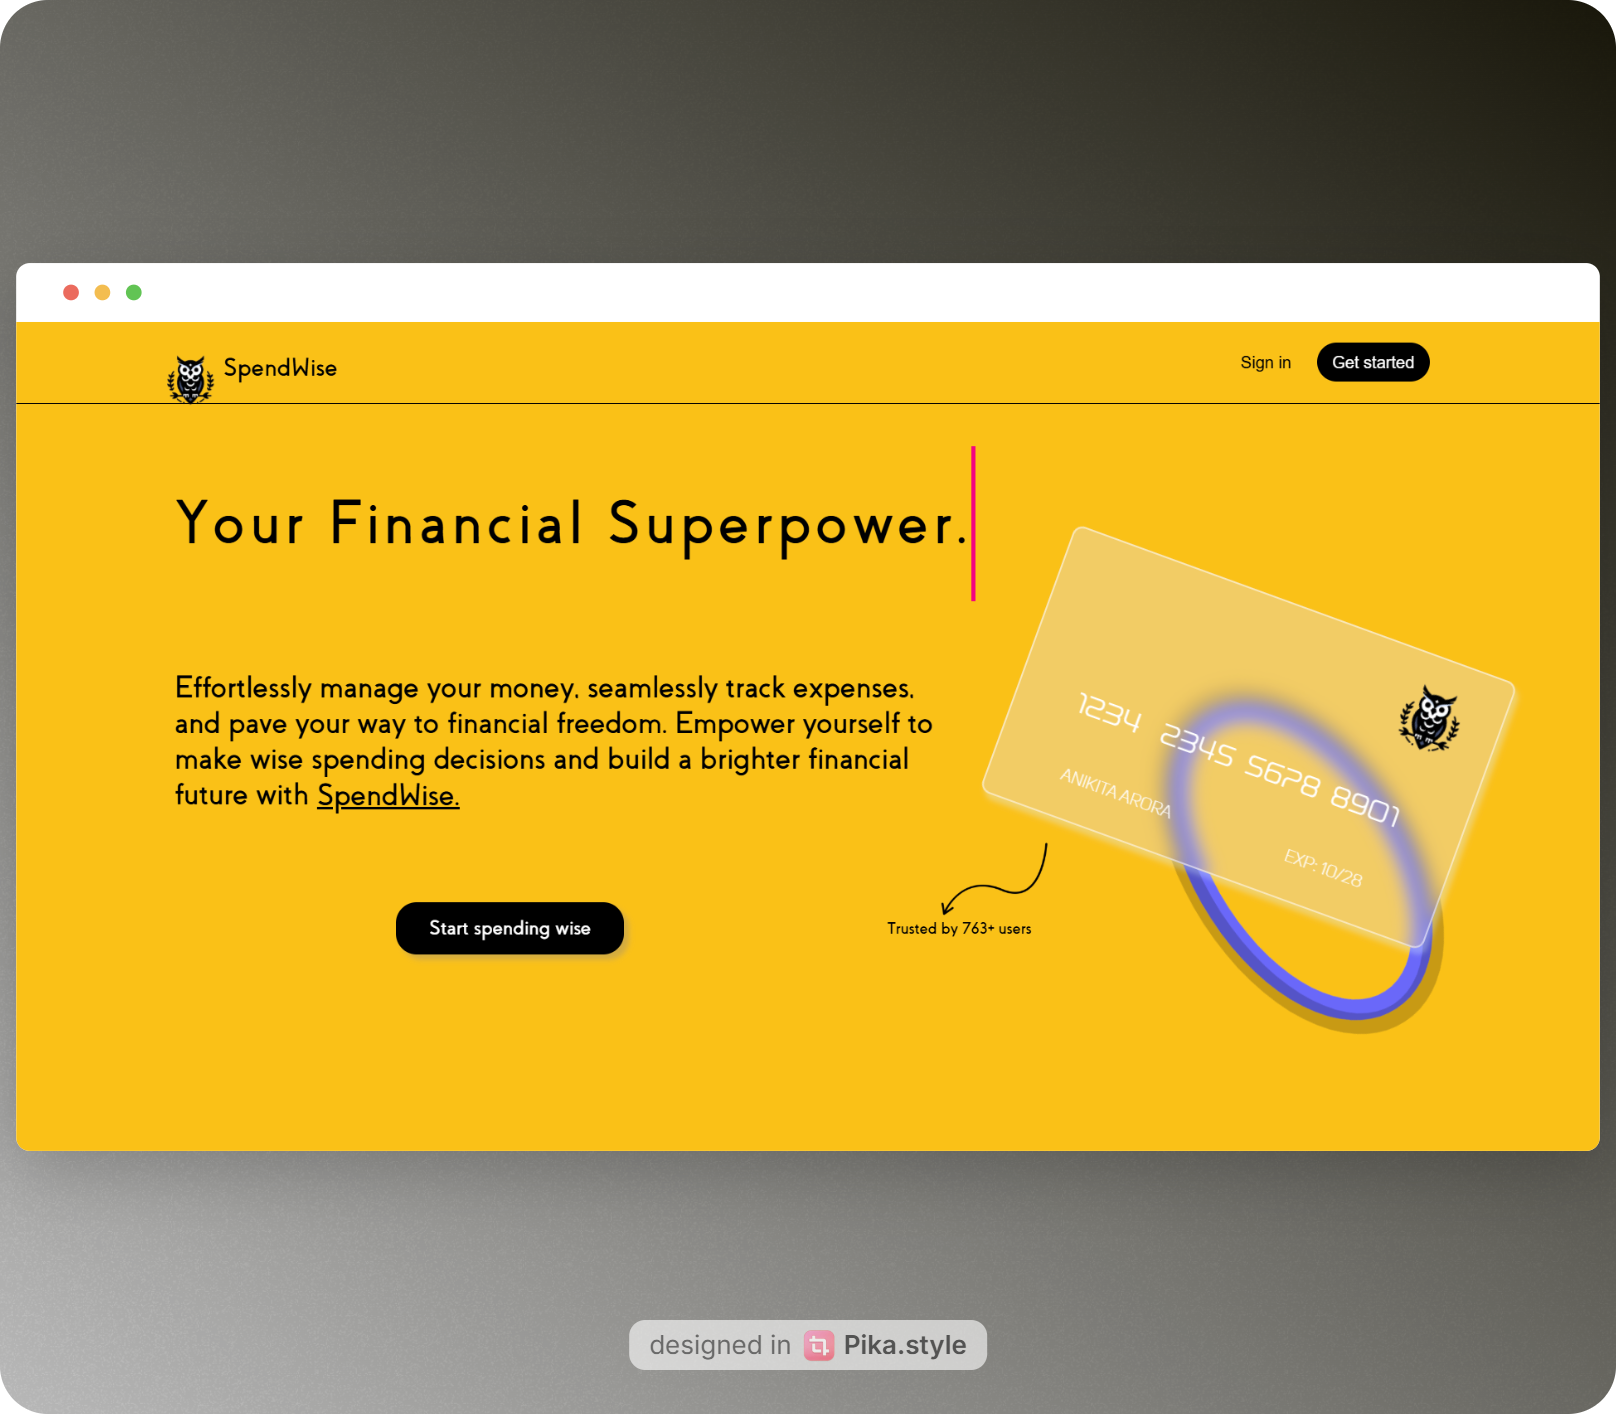 SpendWise
Sign in
Get started
Your Financial Superpower.
Effortlessly manage your money, seamlessly track expenses,
and pave your way to financial freedom. Empower yourself to
make wise spending decisions and build a brighter financial
future with SpendWise.
1234 2345 5678 8901
ANIKITA ARORA
EXP: 10/28
Start spending wise
Trusted by 763+ users
designed in Pika.style